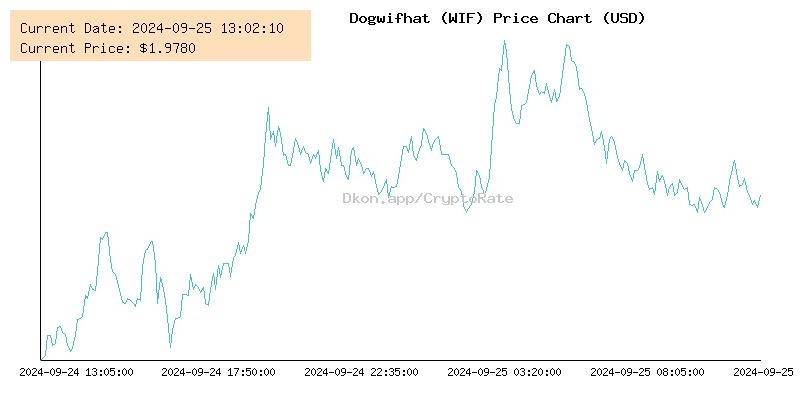 Dogwifhat (WIF) Price Chart (USD)
Current Date: 2024-09-25 13:02:10
Current Price: $1.9780
Dkon.app/CryptoRate
2024-09-24 13:05:00 2024-09-24 17:50:00 2024-09-24 22:35:00 2024-09-25 03:20:00 2024-09-25 08:05:00 2024-09-25